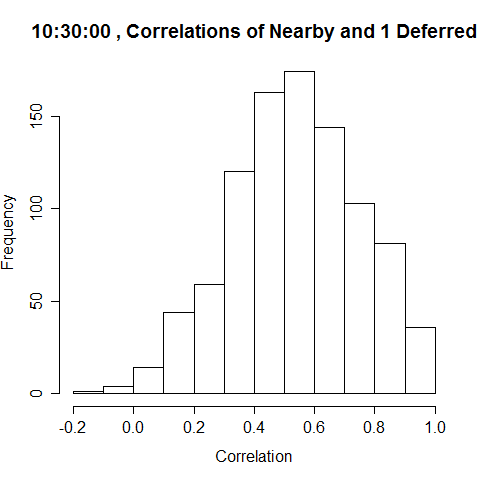 10:30:00 , Correlations of Nearby and 1 Deferred
Frequency
150
100
50
0
-0.2 0.0 0.2 0.4 0.6 0.8 1.0
Correlation